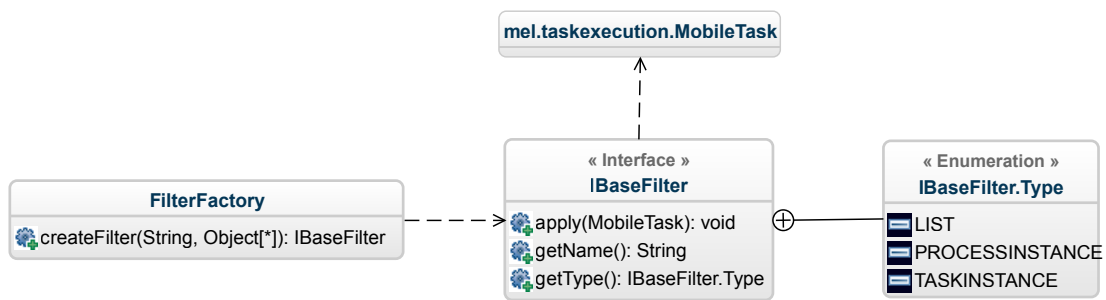 mel.taskexecution.MobileTask
FilterFactory
createFilter(String, Object[*]): IBaseFilter
« Interface »
IBaseFilter
apply(MobileTask): void
getName(): String
getType(): IBaseFilter.Type
« Enumeration »
IBaseFilter.Type
LIST
PROCESSINSTANCE
TASKINSTANCE